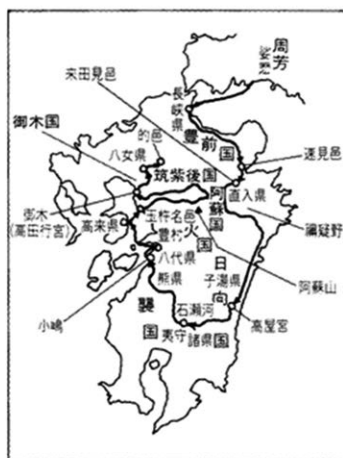 周芳
娑麼
来田見邑
長峡県
豊前国
御木国
的邑
八女県
速見邑
筑紫後国
直入県
阿蘇国
禰疑野
御木
(高田行宮)
高来県
玉杵名邑
豊村
火国
八代県
熊県
日向国
子湯県
阿蘇山
小嶋
襲国
石瀬河
夷守
諸県
高屋宮